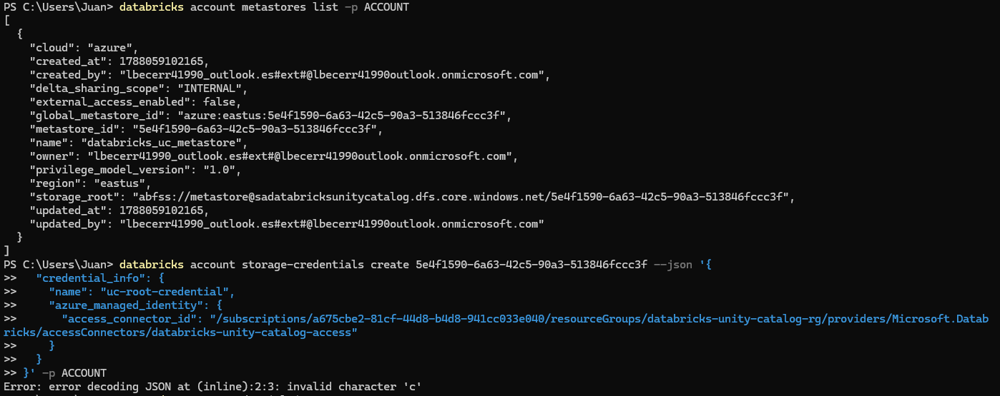 PS C:\Users\Juan> databricks account metastores list -p ACCOUNT
[
  {
    "cloud": "azure",
    "created_at": 1788059102165,
    "created_by": "lbecerr41990_outlook.es#ext#@lbecerr41990outlook.onmicrosoft.com",
    "delta_sharing_scope": "INTERNAL",
    "external_access_enabled": false,
    "global_metastore_id": "azure:eastus:5e4f1590-6a63-42c5-90a3-513846fccc3f",
    "metastore_id": "5e4f1590-6a63-42c5-90a3-513846fccc3f",
    "name": "databricks_uc_metastore",
    "owner": "lbecerr41990_outlook.es#ext#@lbecerr41990outlook.onmicrosoft.com",
    "privilege_model_version": "1.0",
    "region": "eastus",
    "storage_root": "abfss://metastore@sadatabricksunitycatalog.dfs.core.windows.net/5e4f1590-6a63-42c5-90a3-513846fccc3f",
    "updated_at": 1788059102165,
    "updated_by": "lbecerr41990_outlook.es#ext#@lbecerr41990outlook.onmicrosoft.com"
  }
]
PS C:\Users\Juan> databricks account storage-credentials create 5e4f1590-6a63-42c5-90a3-513846fccc3f --json '{
>>   "credential_info": {
>>     "name": "uc-root-credential",
>>     "azure_managed_identity": {
>>       "access_connector_id": "/subscriptions/a675cbe2-81cf-44d8-b4d8-941cc033e040/resourceGroups/databricks-unity-catalog-rg/providers/Microsoft.Datab
ricks/accessConnectors/databricks-unity-catalog-access"
>>     }
>>   }
>> }' -p ACCOUNT
Error: error decoding JSON at (inline):2:3: invalid character 'c'